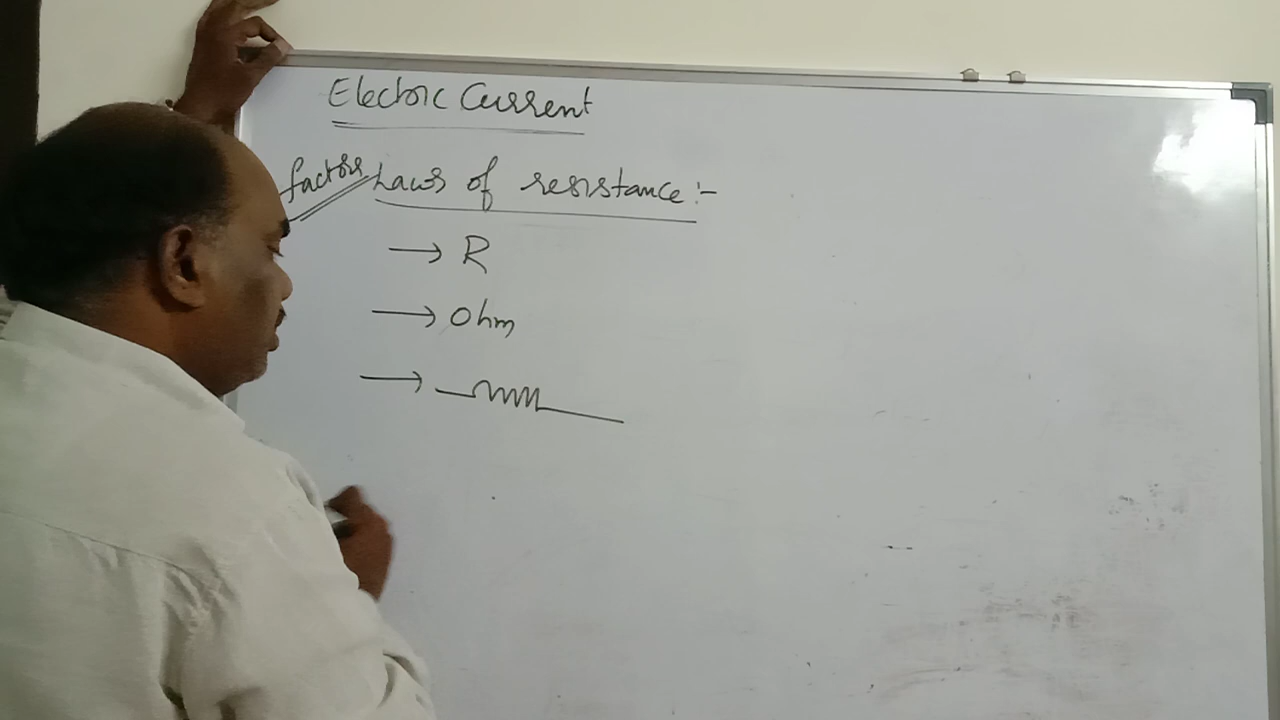 Electric Current
factors Laws of resistance:-
→ R
→ Ohm
→